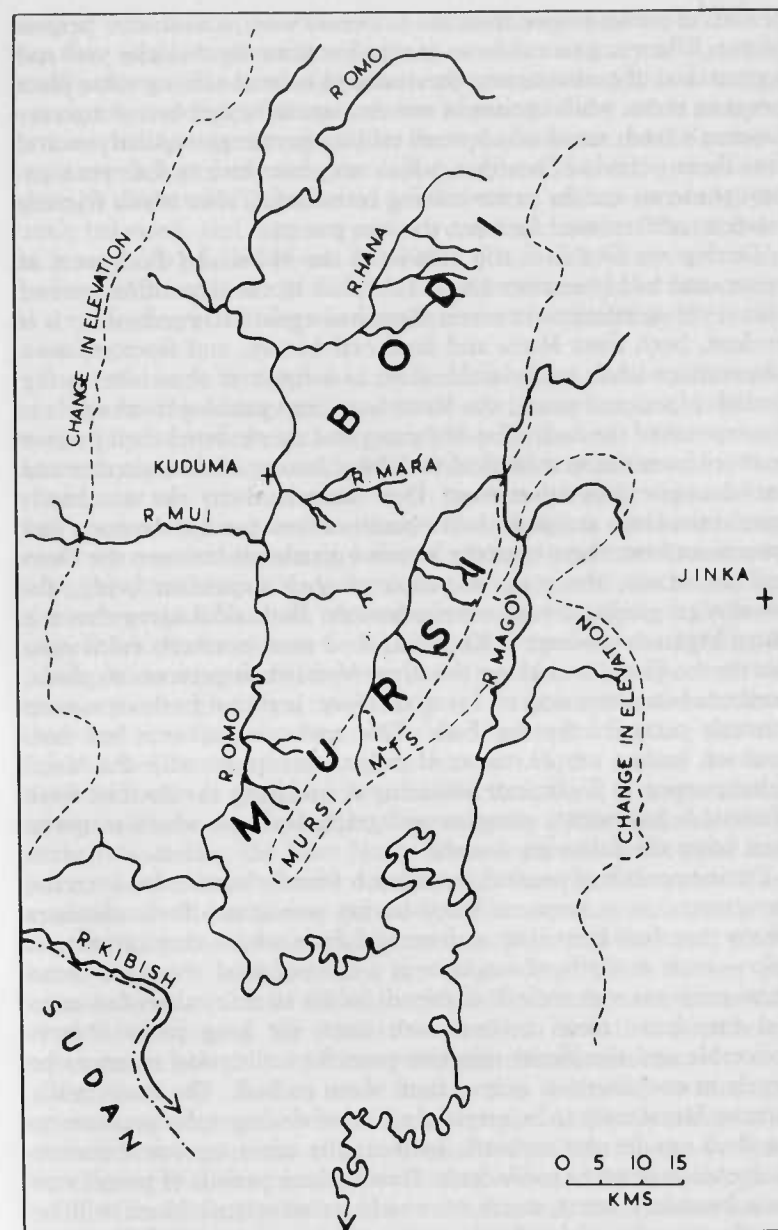 R. OMO
CHANGE IN ELEVATION
R. HANA
BODI
KUDUMA
R. MARA
R. MUI
JINKA
R. MAGO
MURSI
CHANGE IN ELEVATION
R. OMO
(MURSI MTS.
R. KIBISH
SUDAN
0 5 10 15
KMS